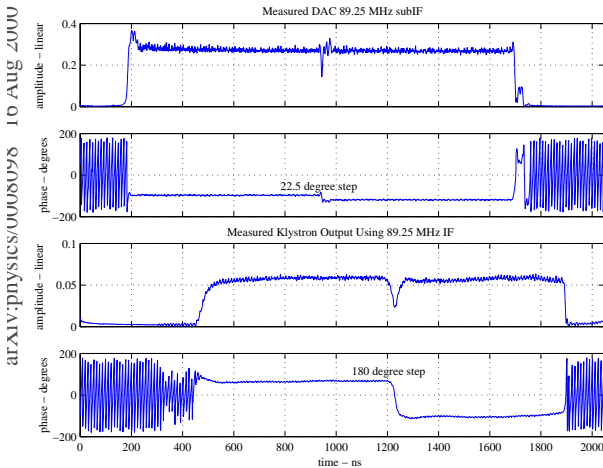 arXiv:physics/0008098  16 Aug 2000
Measured DAC 89.25 MHz subIF
amplitude – linear
0.4
0.2
0
phase – degrees
200
0
−200
22.5 degree step
Measured Klystron Output Using 89.25 MHz IF
amplitude – linear
0.1
0.05
0
phase – degrees
200
0
−200
180 degree step
0 200 400 600 800 1000 1200 1400 1600 1800 2000
time – ns